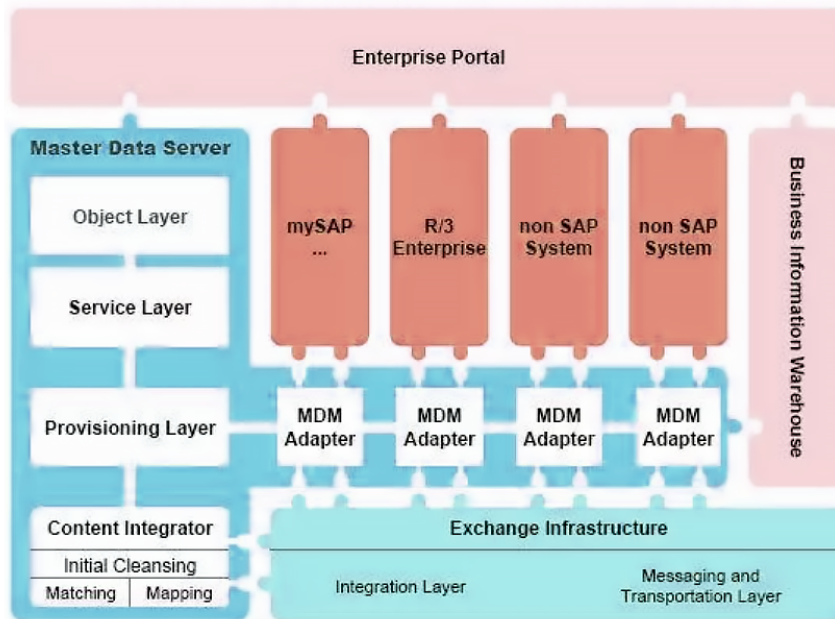 Enterprise Portal
Master Data Server
Object Layer
Service Layer
Provisioning Layer
Content Integrator
Initial Cleansing
Matching
Mapping
mySAP
...
R/3
Enterprise
non SAP
System
non SAP
System
MDM
Adapter
MDM
Adapter
MDM
Adapter
MDM
Adapter
Business Information Warehouse
Exchange Infrastructure
Integration Layer
Messaging and
Transportation Layer